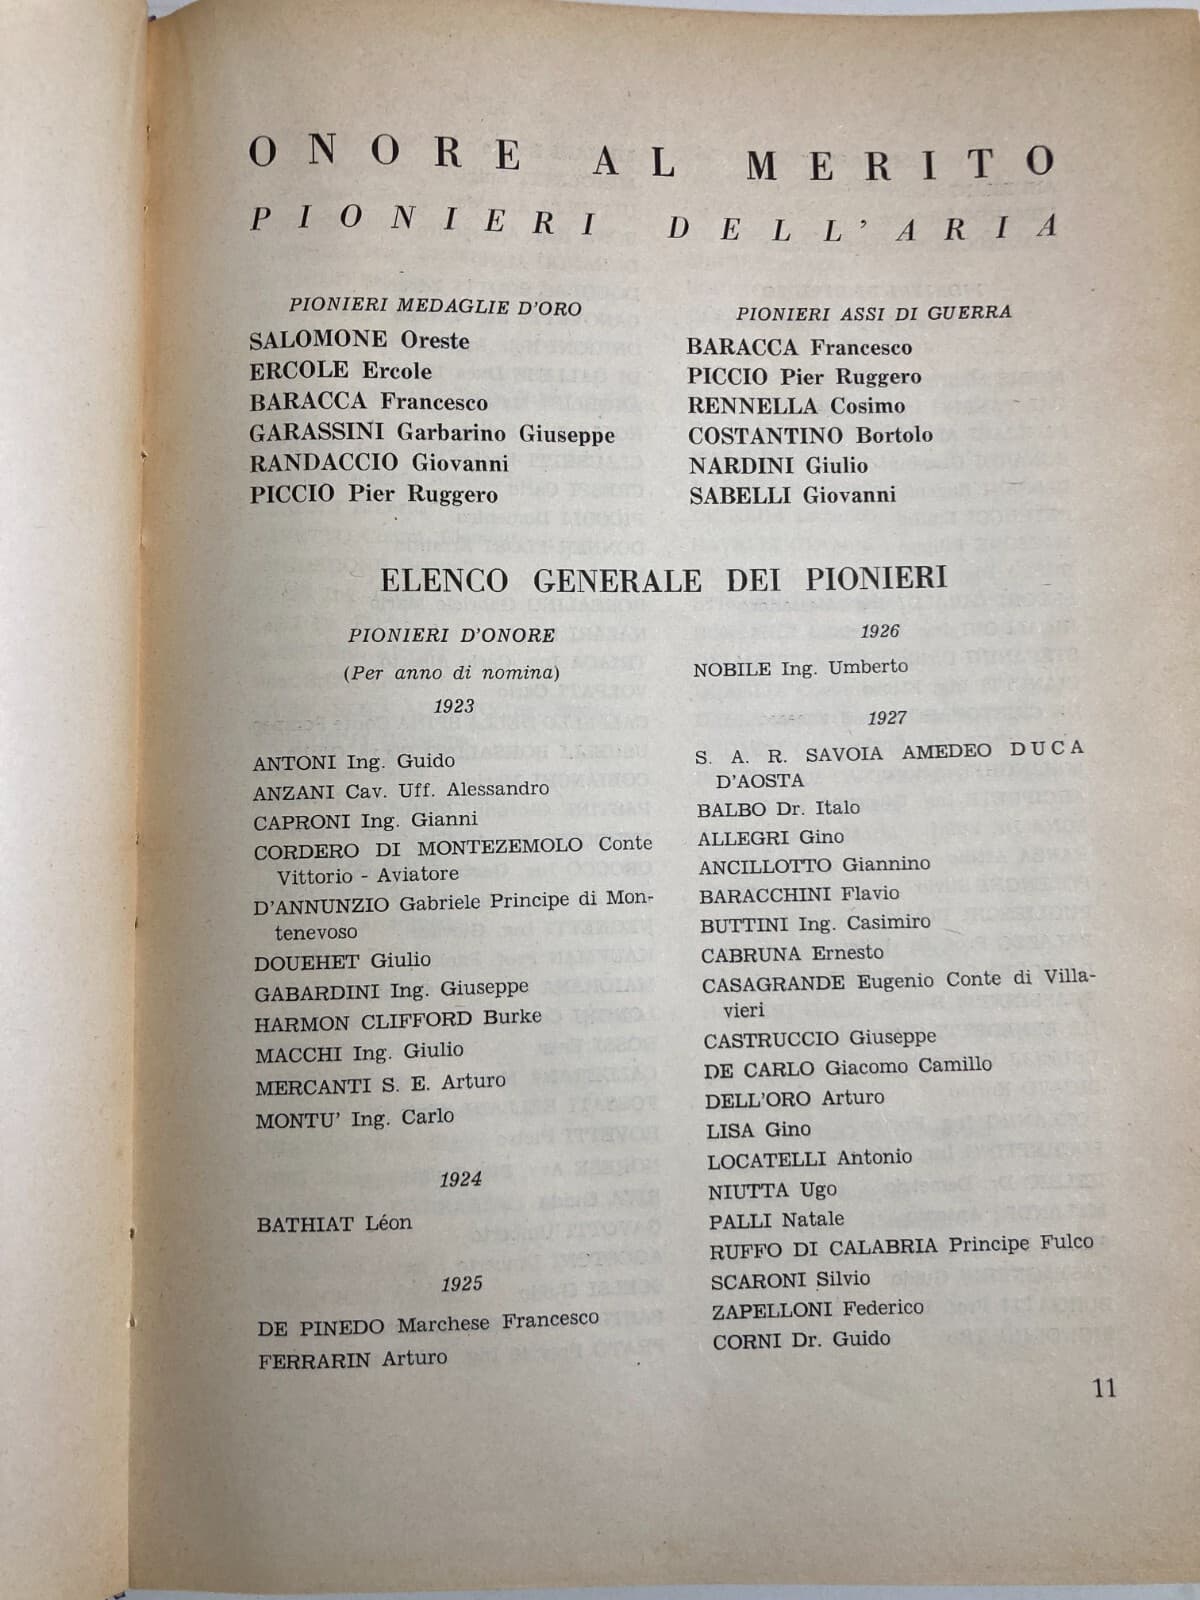 ONORE AL MERITO
PIONIERI DELL'ARIA
PIONIERI MEDAGLIE D'ORO
SALOMONE Oreste
ERCOLE Ercole
BARACCA Francesco
GARASSINI Garbarino Giuseppe
RANDACCIO Giovanni
PICCIO Pier Ruggero
PIONIERI ASSI DI GUERRA
BARACCA Francesco
PICCIO Pier Ruggero
RENNELLA Cosimo
COSTANTINO Bortolo
NARDINI Giulio
SABELLI Giovanni
ELENCO GENERALE DEI PIONIERI
PIONIERI D'ONORE
(Per anno di nomina)
1923
ANTONI Ing. Guido
ANZANI Cav. Uff. Alessandro
CAPRONI Ing. Gianni
CORDERO DI MONTEZEMOLO Conte
Vittorio - Aviatore
D'ANNUNZIO Gabriele Principe di Mon-
tenevoso
DOUEHET Giulio
GABARDINI Ing. Giuseppe
HARMON CLIFFORD Burke
MACCHI Ing. Giulio
MERCANTI S. E. Arturo
MONTU' Ing. Carlo
1924
BATHIAT Léon
1925
DE PINEDO Marchese Francesco
FERRARIN Arturo
1926
NOBILE Ing. Umberto
1927
S. A. R. SAVOIA AMEDEO DUCA
D'AOSTA
BALBO Dr. Italo
ALLEGRI Gino
ANCILLOTTO Giannino
BARACCHINI Flavio
BUTTINI Ing. Casimiro
CABRUNA Ernesto
CASAGRANDE Eugenio Conte di Villa-
vieri
CASTRUCCIO Giuseppe
DE CARLO Giacomo Camillo
DELL'ORO Arturo
LISA Gino
LOCATELLI Antonio
NIUTTA Ugo
PALLI Natale
RUFFO DI CALABRIA Principe Fulco
SCARONI Silvio
ZAPELLONI Federico
CORNI Dr. Guido
11